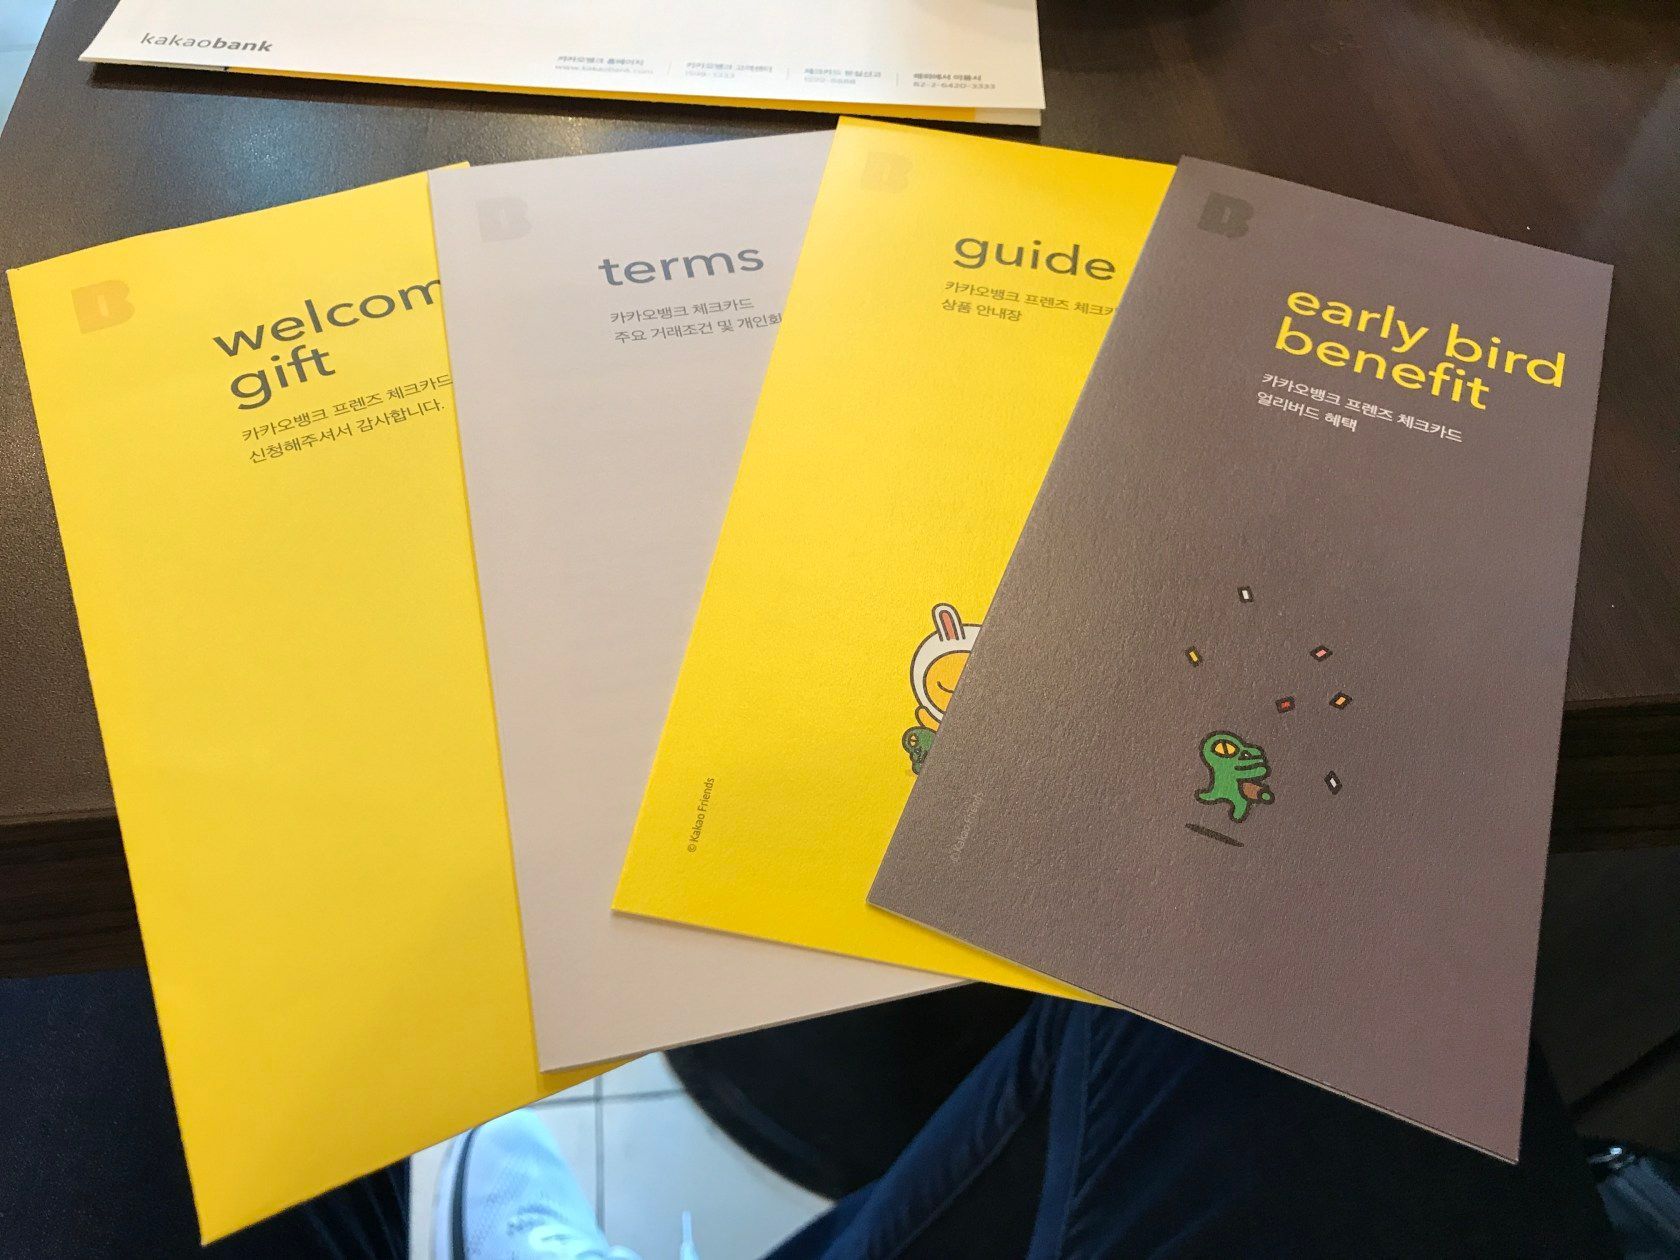 kakaobank
카카오뱅크 홈페이지
www.kakaobank.com
카카오뱅크 고객센터
1599-3333
체크카드 분실신고
해외에서 이용시
82-2-6420-3333
B
welcom
gift
카카오뱅크 프렌즈 체크카드
신청해주셔서 감사합니다.
B
terms
카카오뱅크 체크카드
주요 거래조건 및 개인회
B
guide
카카오뱅크 프렌즈 체크카
상품 안내장
© Kakao Friends
B
early bird
benefit
카카오뱅크 프렌즈 체크카드
얼리버드 혜택
© Kakao Friends